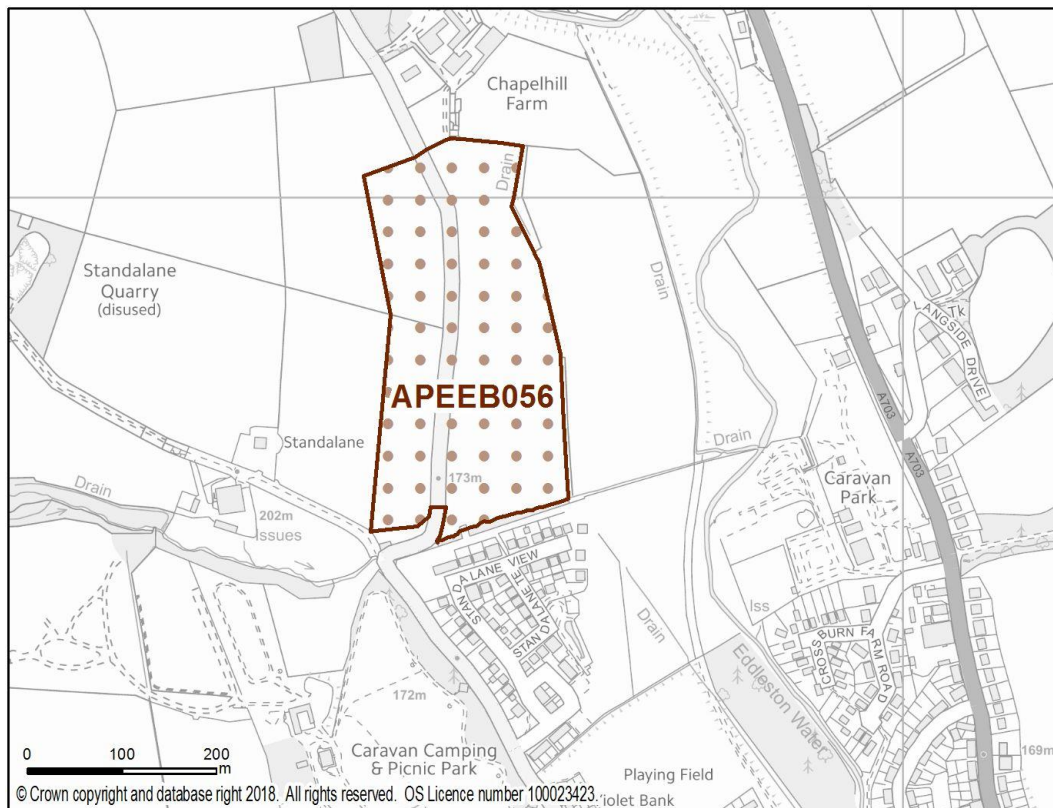 Chapelhill
Farm
Drain
Standalane
Quarry
(disused)
Drain
LANGSIDE DRIVE
Tk
A703
APEEB056
Standalane
Drain
A703
Caravan
Park
173m
Drain
202m
Issues
STANDALANE VIEW
STANDALANE
Iss
CROSSBURN FARM ROAD
Drain
Eddleston Water
172m
169m
0 100 200
m
Caravan Camping
& Picnic Park
Playing Field
Violet Bank
© Crown copyright and database right 2018. All rights reserved. OS Licence number 100023423.